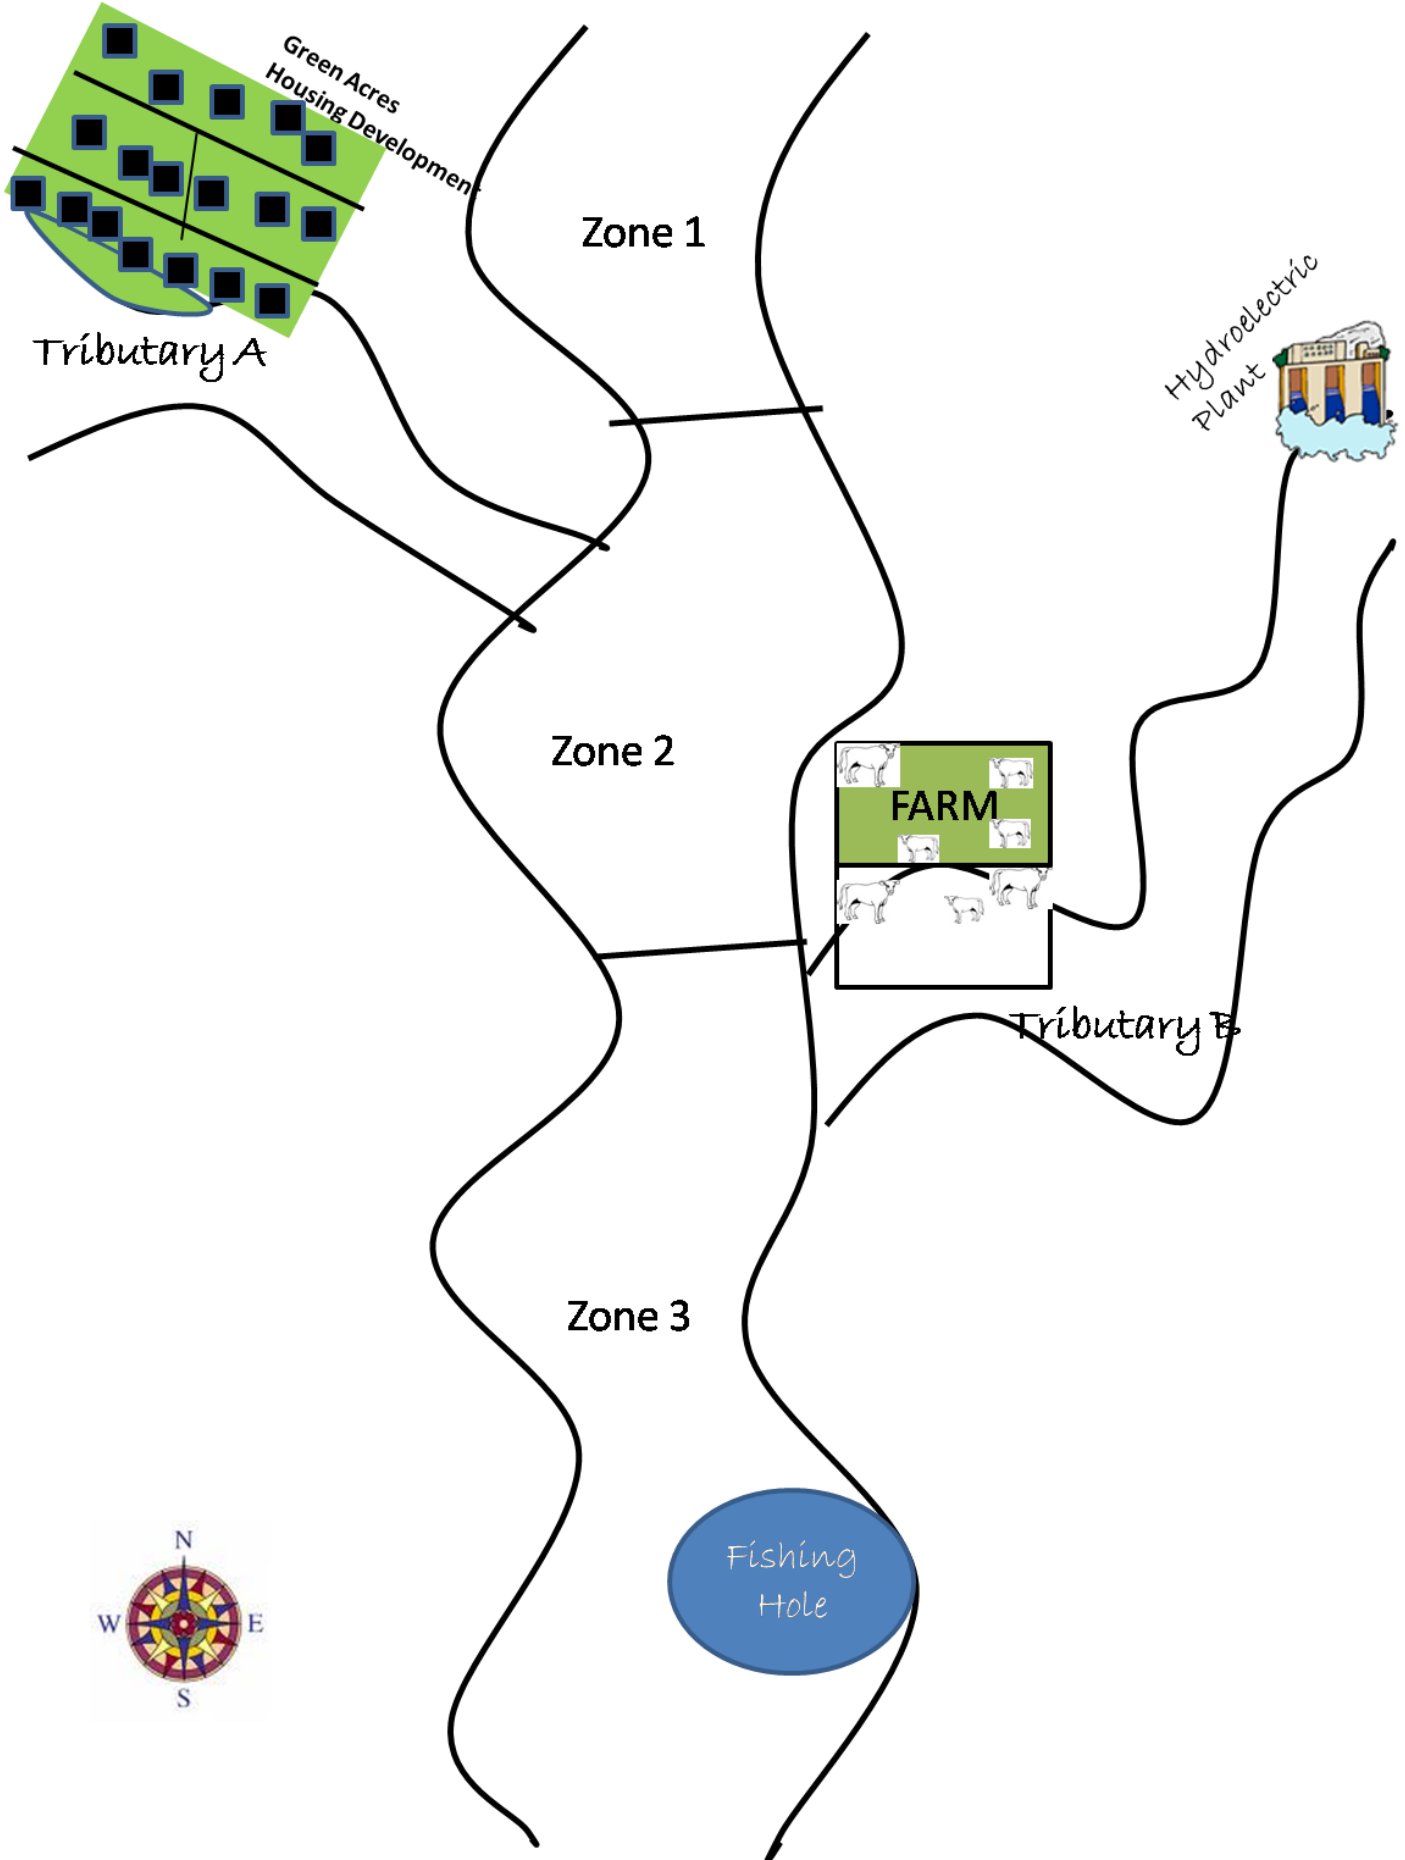 Green Acres
Housing Development
Zone 1
Tributary A
Hydroelectric
Plant
Zone 2
FARM
Tributary B
Zone 3
Fishing
Hole
N
W E
S